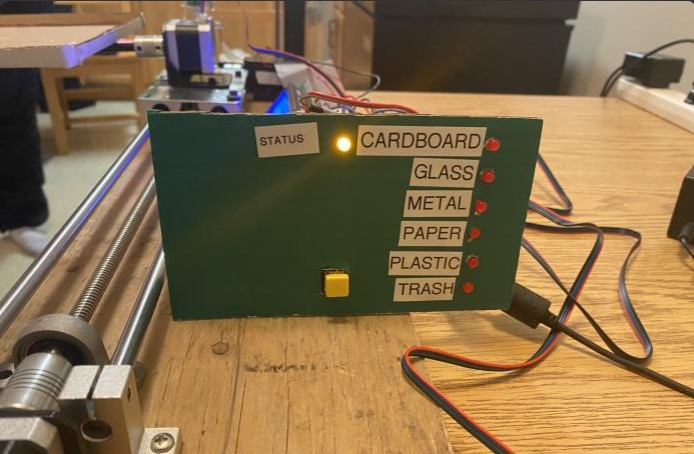 STATUS
CARDBOARD
GLASS
METAL
PAPER
PLASTIC
TRASH